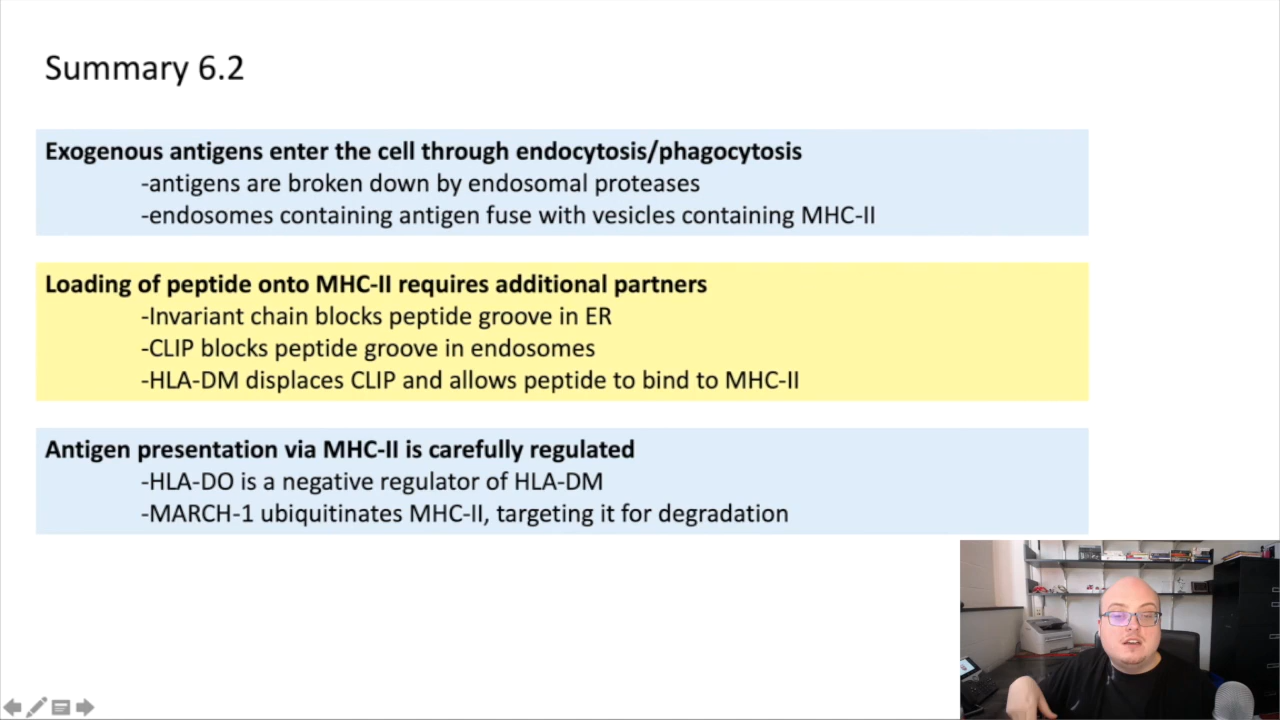 Summary 6.2
Exogenous antigens enter the cell through endocytosis/phagocytosis
-antigens are broken down by endosomal proteases
-endosomes containing antigen fuse with vesicles containing MHC-II
Loading of peptide onto MHC-II requires additional partners
-Invariant chain blocks peptide groove in ER
-CLIP blocks peptide groove in endosomes
-HLA-DM displaces CLIP and allows peptide to bind to MHC-II
Antigen presentation via MHC-II is carefully regulated
-HLA-DO is a negative regulator of HLA-DM
-MARCH-1 ubiquitinates MHC-II, targeting it for degradation